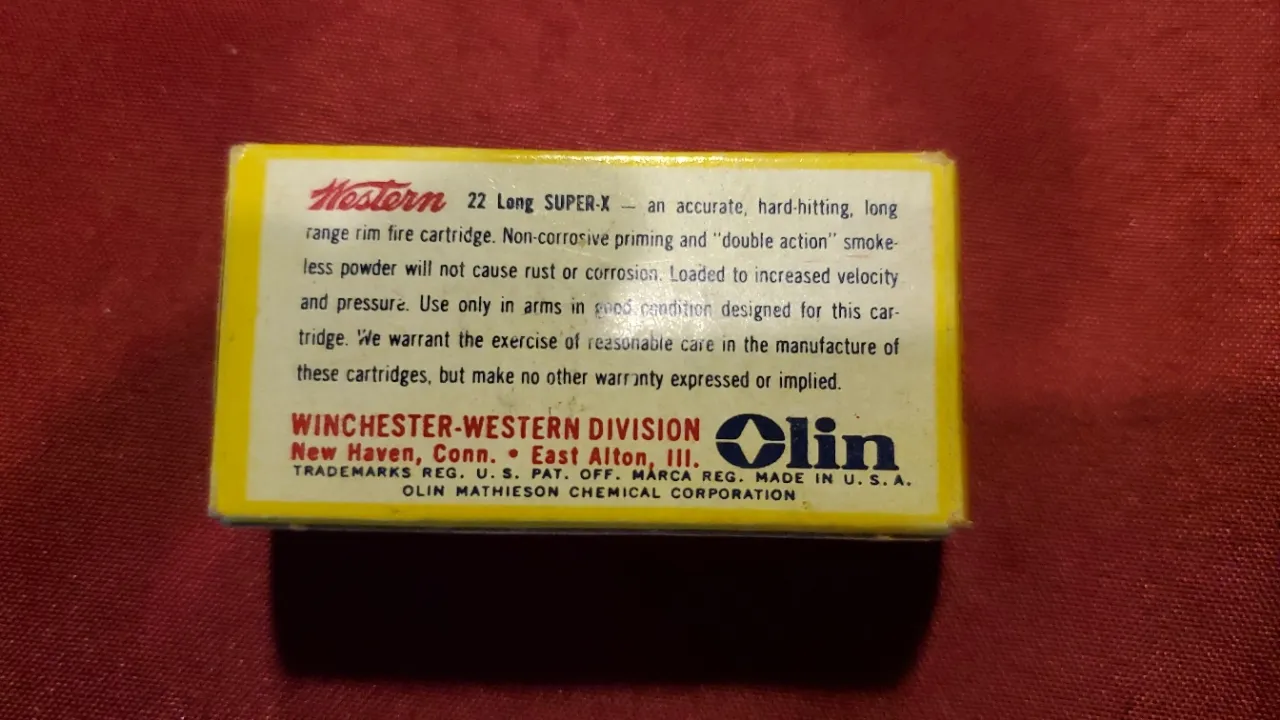 Western 22 Long SUPER-X — an accurate, hard-hitting, long
range rim fire cartridge. Non-corrosive priming and "double action" smoke-
less powder will not cause rust or corrosion. Loaded to increased velocity
and pressure. Use only in arms in good condition designed for this car-
tridge. We warrant the exercise of reasonable care in the manufacture of
these cartridges, but make no other warranty expressed or implied.
WINCHESTER-WESTERN DIVISION
New Haven, Conn. • East Alton, Ill.
Olin
TRADEMARKS REG. U. S. PAT. OFF. MARCA REG. MADE IN U. S. A.
OLIN MATHIESON CHEMICAL CORPORATION